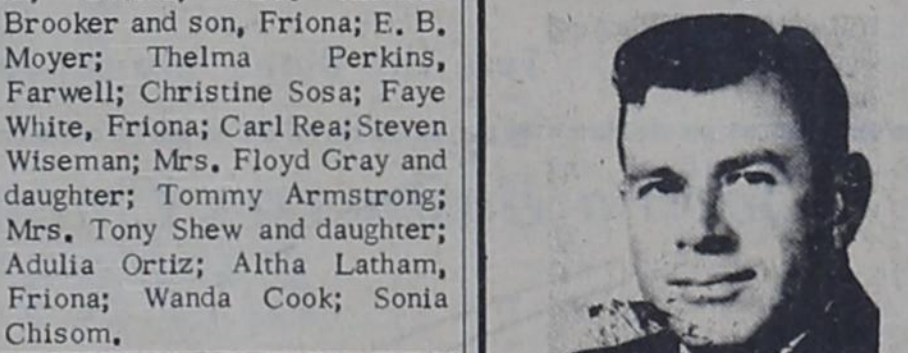 Brooker and son, Friona; E. B.
Moyer; Thelma Perkins,
Farwell; Christine Sosa; Faye
White, Friona; Carl Rea; Steven
Wiseman; Mrs. Floyd Gray and
daughter; Tommy Armstrong;
Mrs. Tony Shew and daughter;
Adulia Ortiz; Altha Latham,
Friona; Wanda Cook; Sonia
Chisom.